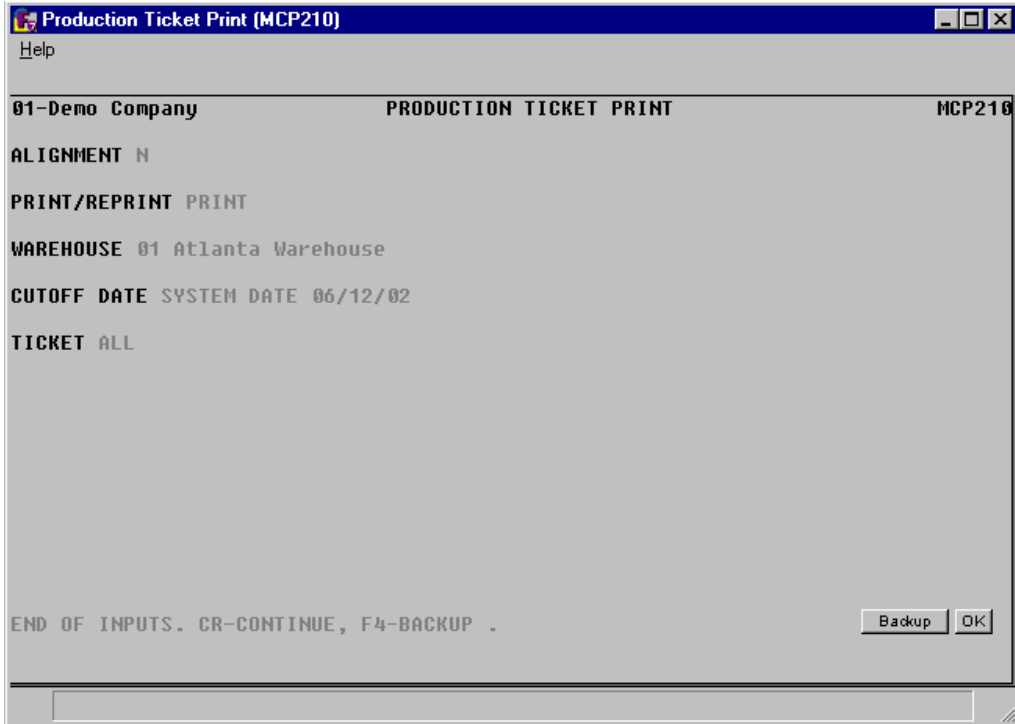 Production Ticket Print (MCP210)
Help
01-Demo Company PRODUCTION TICKET PRINT MCP210
ALIGNMENT N
PRINT/REPRINT PRINT
WAREHOUSE 01 Atlanta Warehouse
CUTOFF DATE SYSTEM DATE 06/12/02
TICKET ALL
END OF INPUTS. CR-CONTINUE, F4-BACKUP . Backup OK